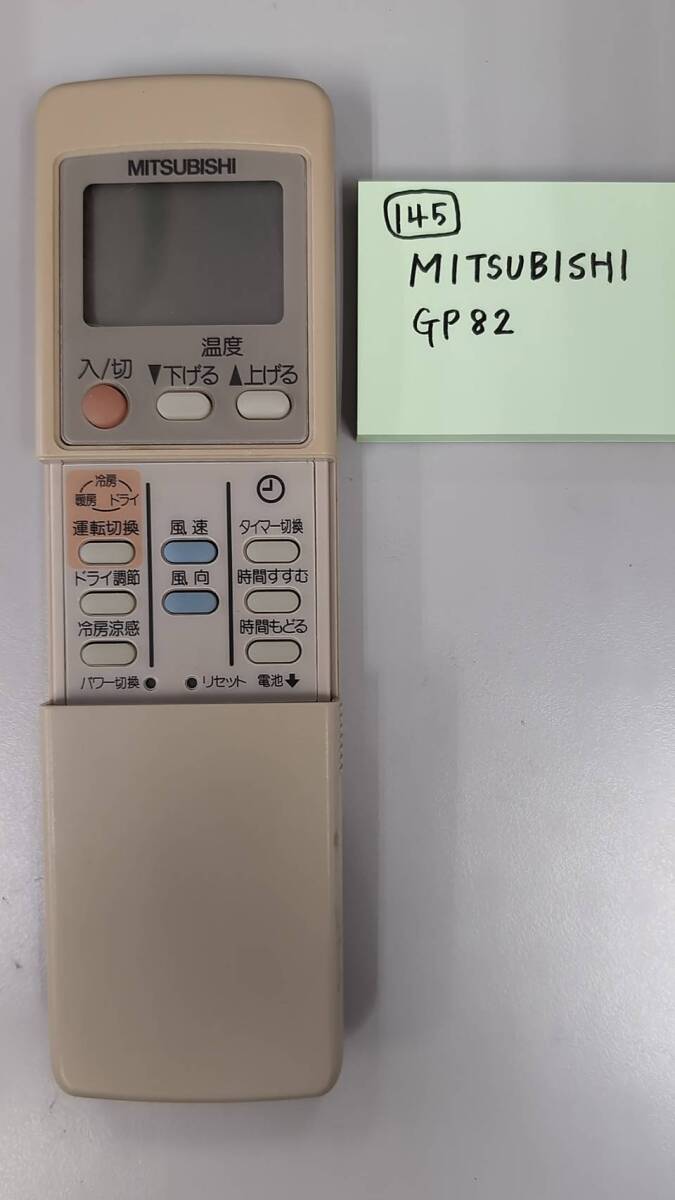 MITSUBISHI
温度
入/切 ▼下げる ▲上げる
冷房
暖房 ドライ
運転切換 風速 タイマー切換
ドライ調節 風向 時間すすむ
冷房涼感 時間もどる
パワー切換 リセット 電池⬇
145
MITSUBISHI
GP82